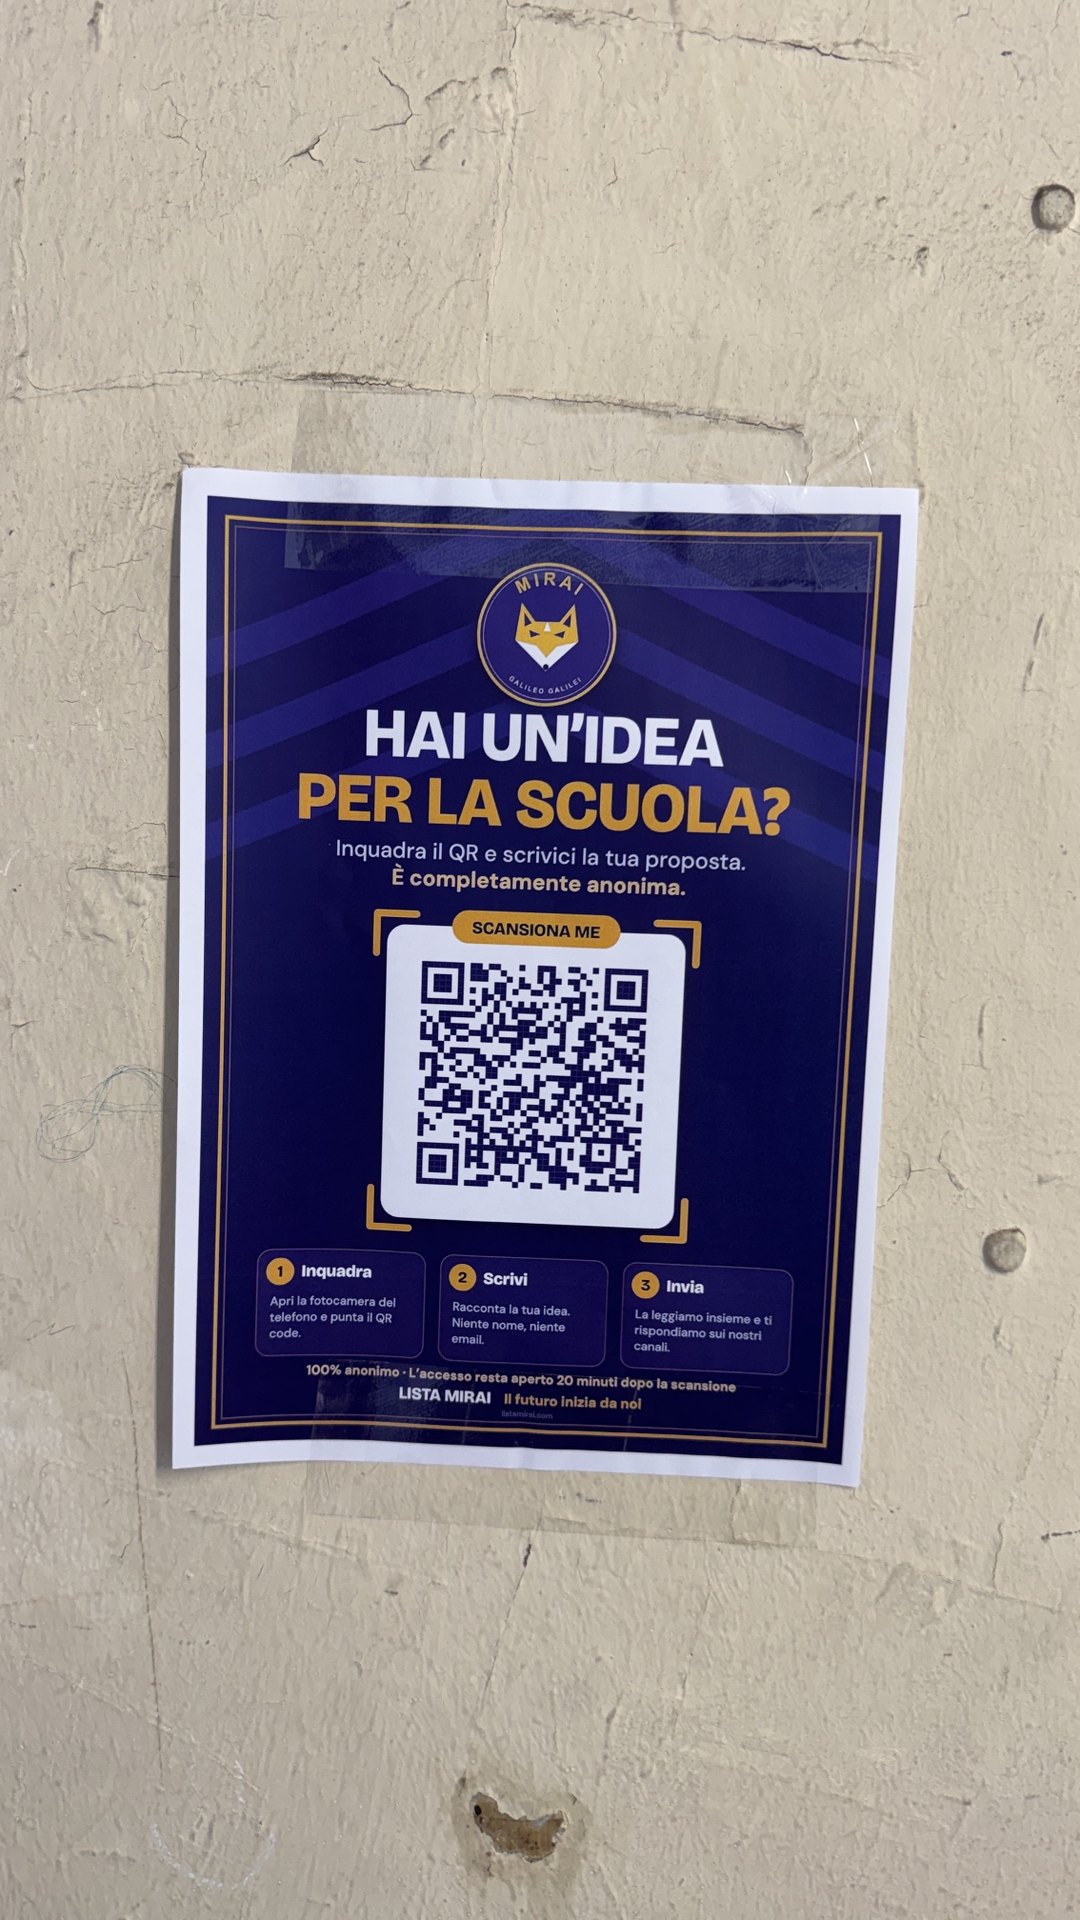 MIRAI
GALILEO GALILEI
HAI UN'IDEA
PER LA SCUOLA?
Inquadra il QR e scrivici la tua proposta.
È completamente anonima.
SCANSIONA ME
1 Inquadra
Apri la fotocamera del
telefono e punta il QR
code.
2 Scrivi
Racconta la tua idea.
Niente nome, niente
email.
3 Invia
La leggiamo insieme e ti
rispondiamo sui nostri
canali.
100% anonimo · L'accesso resta aperto 20 minuti dopo la scansione
LISTA MIRAI Il futuro inizia da noi
listamirai.com